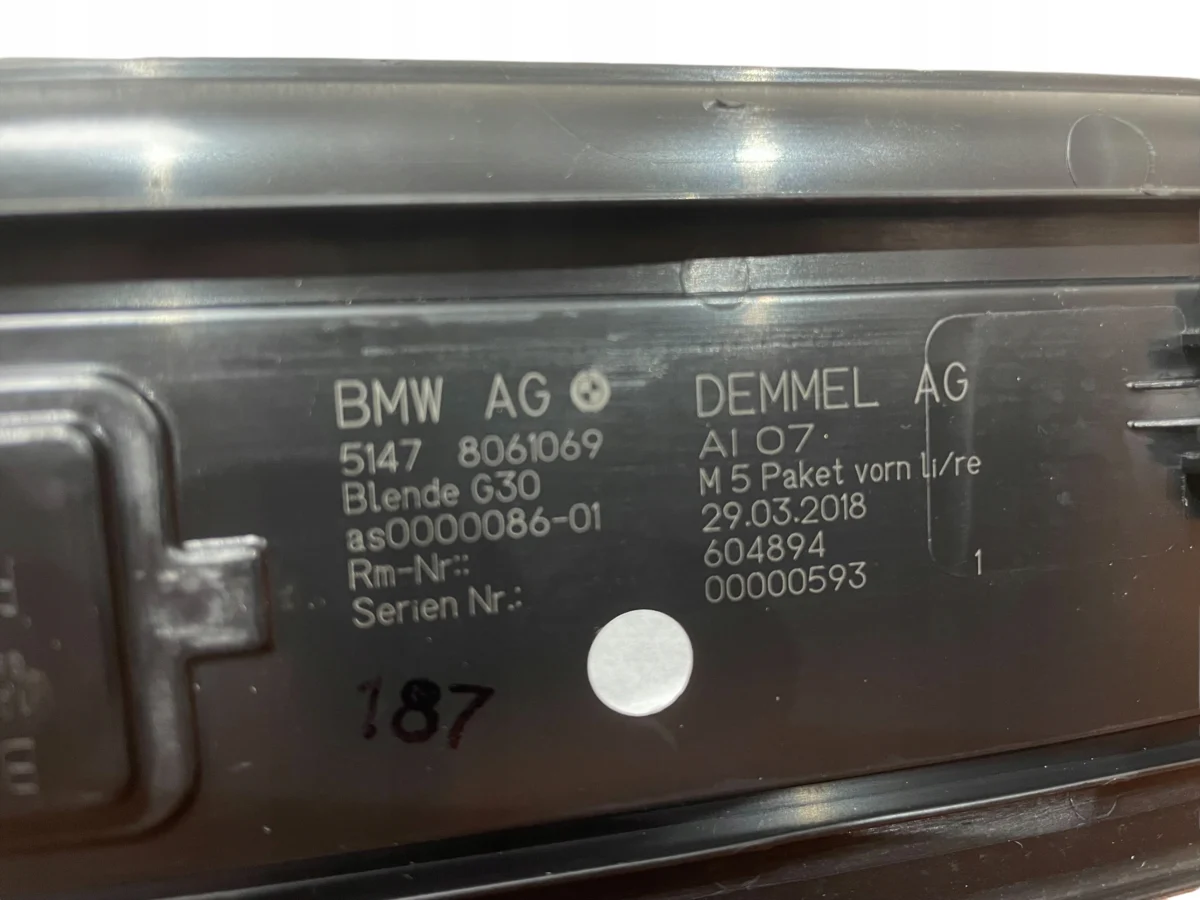 BMW AG
5147 8061069
Blende G30
as0000086-01
Rm-Nr::
Serien Nr.:
DEMMEL AG
AI 07
M 5 Paket vorn li/re
29.03.2018
604894
00000593
1
187